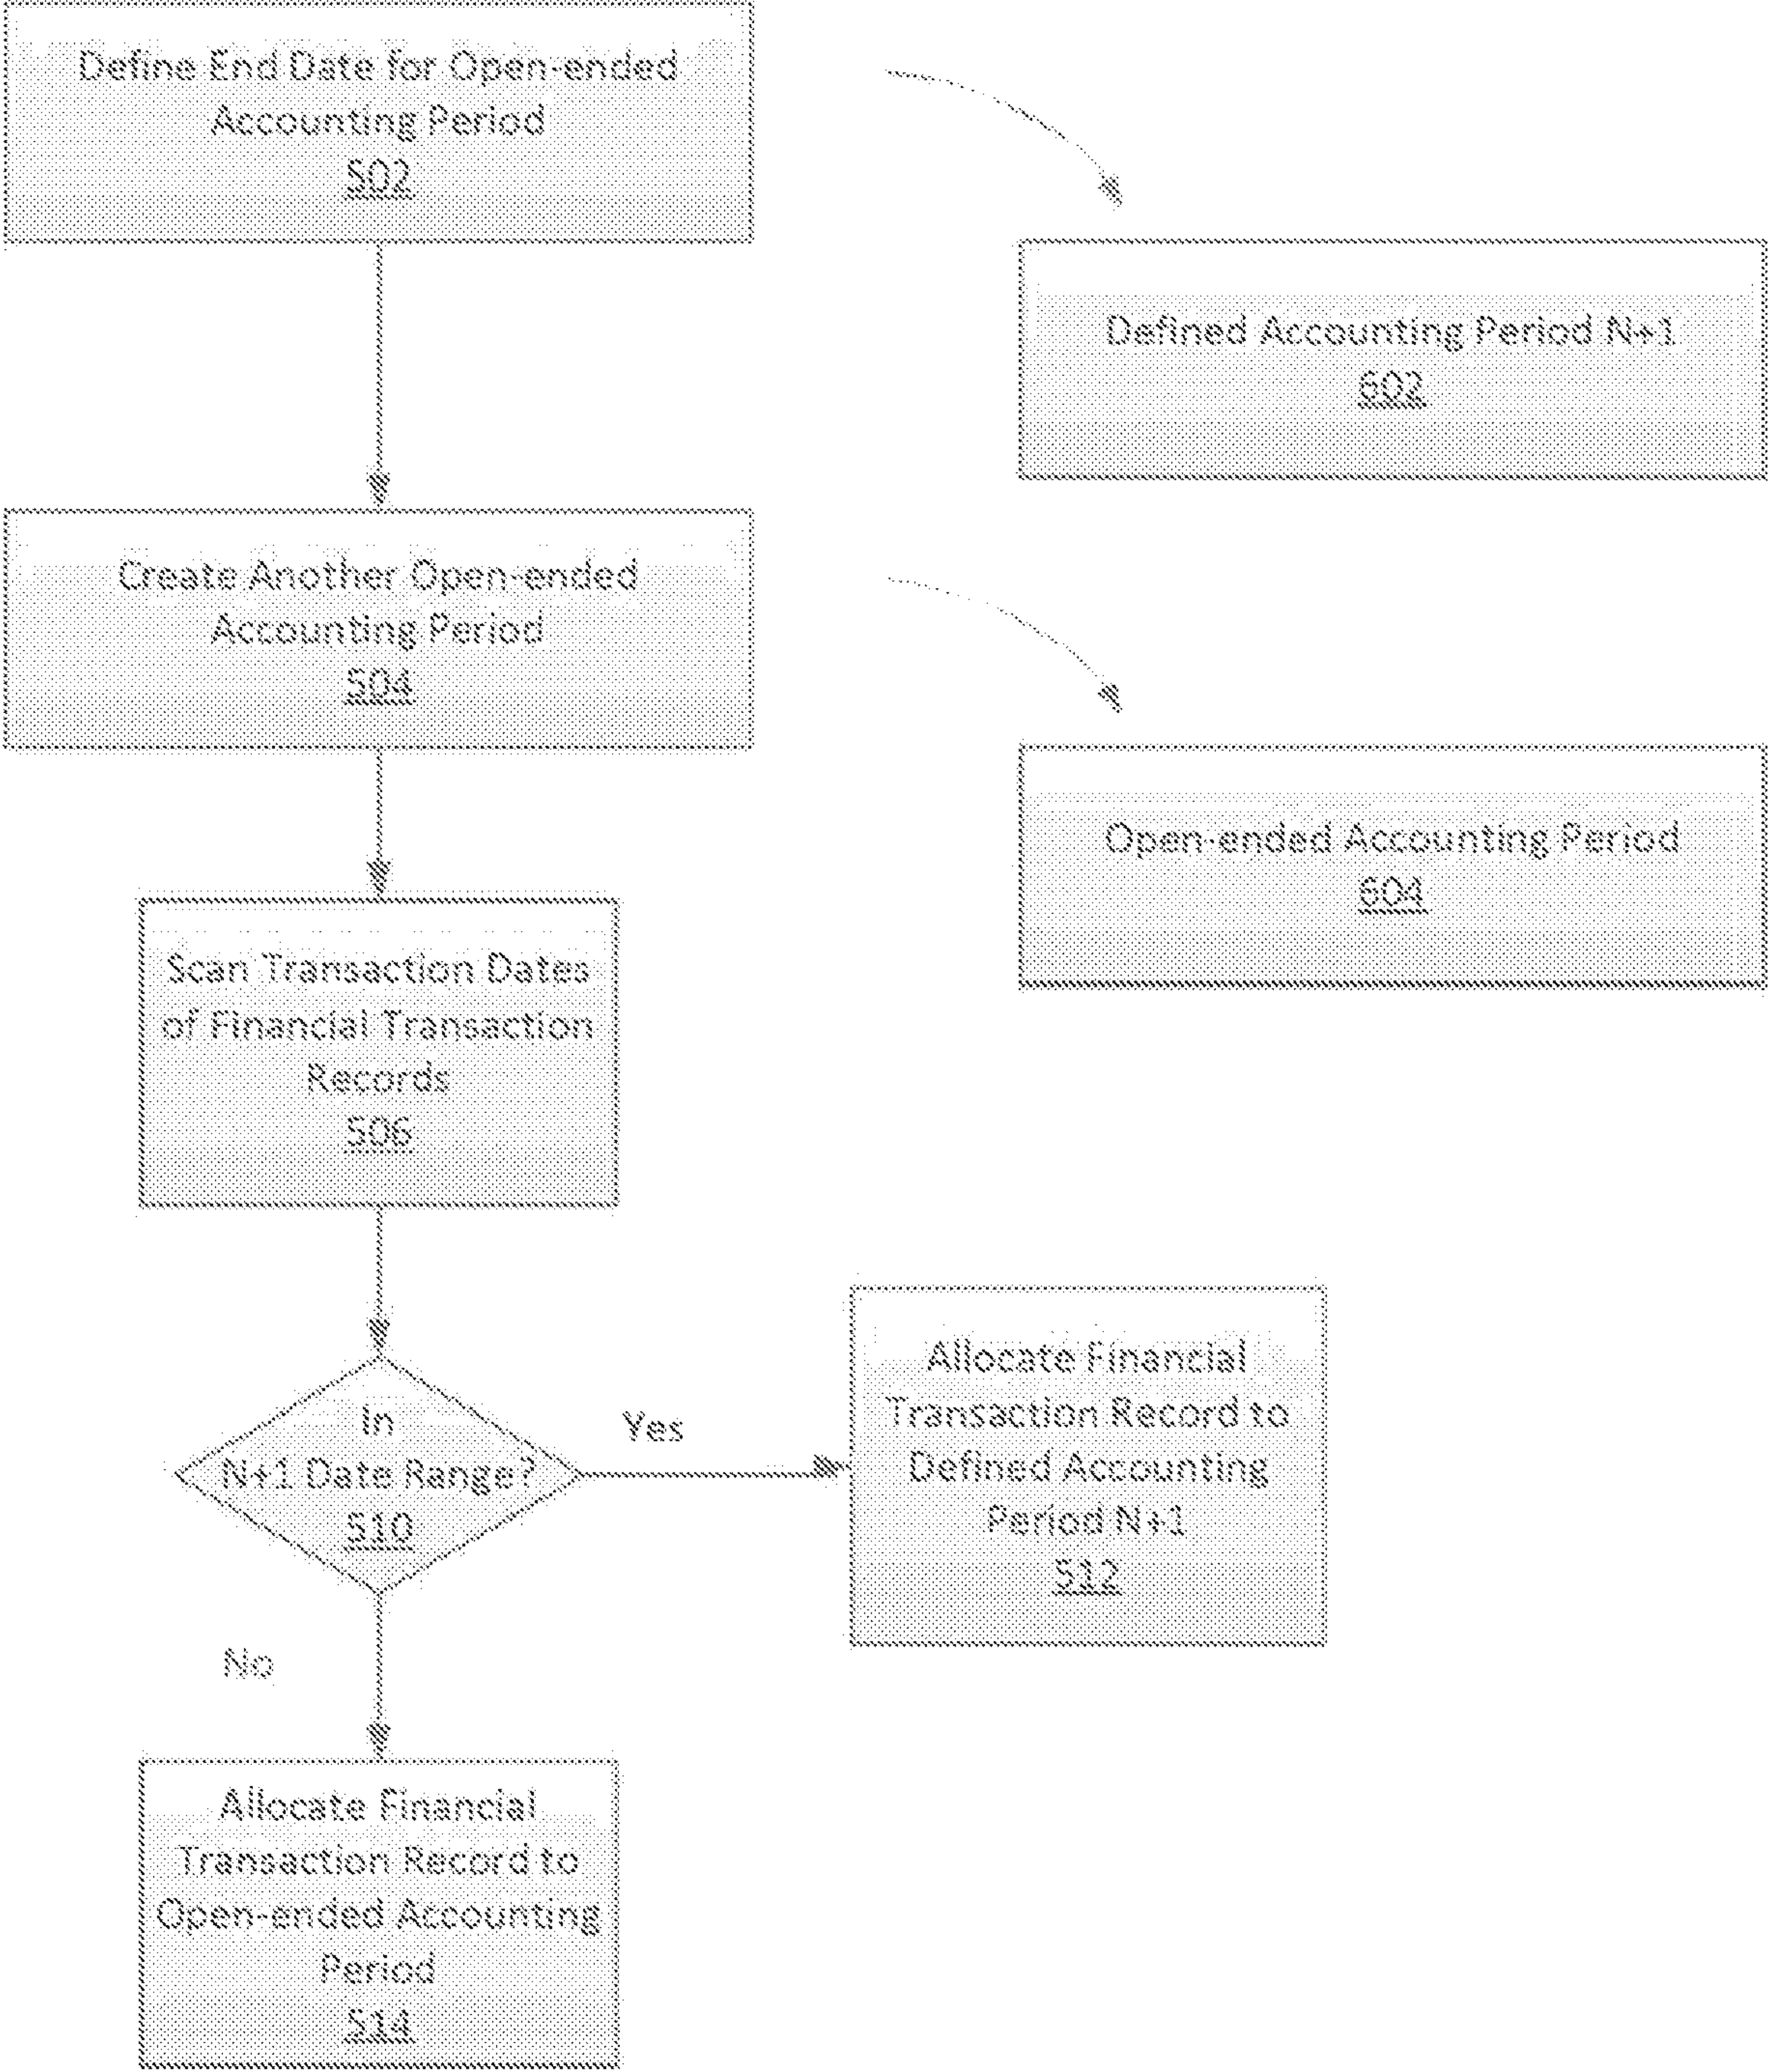 Define End Date for Open-ended
Accounting Period
502
Defined Accounting Period N+1
602
Create Another Open-ended
Accounting Period
504
Open-ended Accounting Period
604
Scan Transaction Dates
of Financial Transaction
Records
506
In
N+1 Date Range?
510
Yes
Allocate Financial
Transaction Record to
Defined Accounting
Period N+1
512
No
Allocate Financial
Transaction Record to
Open-ended Accounting
Period
514